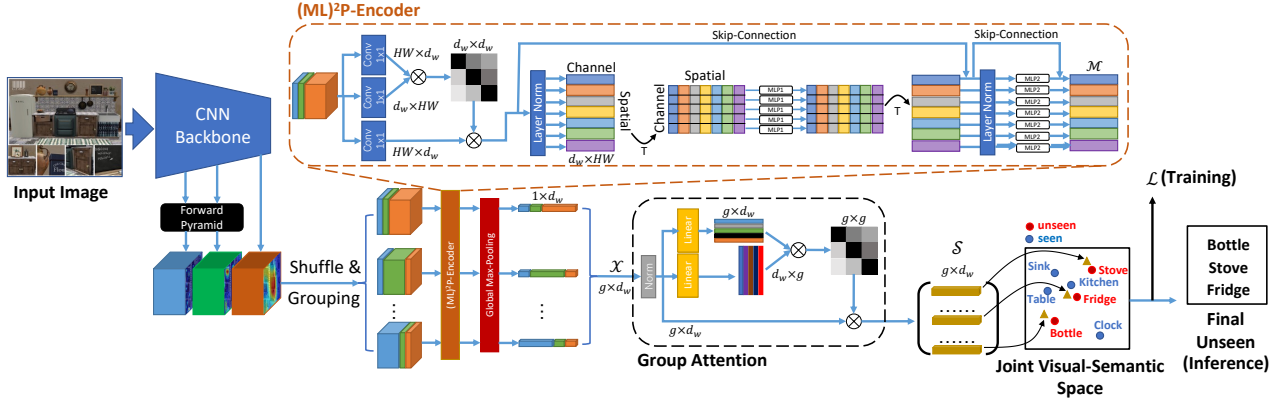 (ML)²P-Encoder
Conv 1x1
Conv 1x1
Conv 1x1
HW×d_w
d_w×HW
HW×d_w
d_w×d_w
Skip-Connection
Skip-Connection
Layer Norm
Channel
Spatial
d_w×HW
T
Spatial
Channel
MLP1
MLP1
MLP1
MLP1
MLP1
T
Layer Norm
MLP2
MLP2
MLP2
MLP2
MLP2
MLP2
MLP2
ℳ
CNN
Backbone
Input Image
Forward
Pyramid
Shuffle &
Grouping
(ML)²P-Encoder
Global Max-Pooling
1×d_w
𝒳
g×d_w
Norm
Linear
Linear
g×d_w
d_w×g
g×g
g×d_w
Group Attention
𝒮
g×d_w
......
......
unseen
seen
Sink
Stove
Kitchen
Table
Fridge
Bottle
Clock
Joint Visual-Semantic
Space
ℒ (Training)
Bottle
Stove
Fridge
Final
Unseen
(Inference)